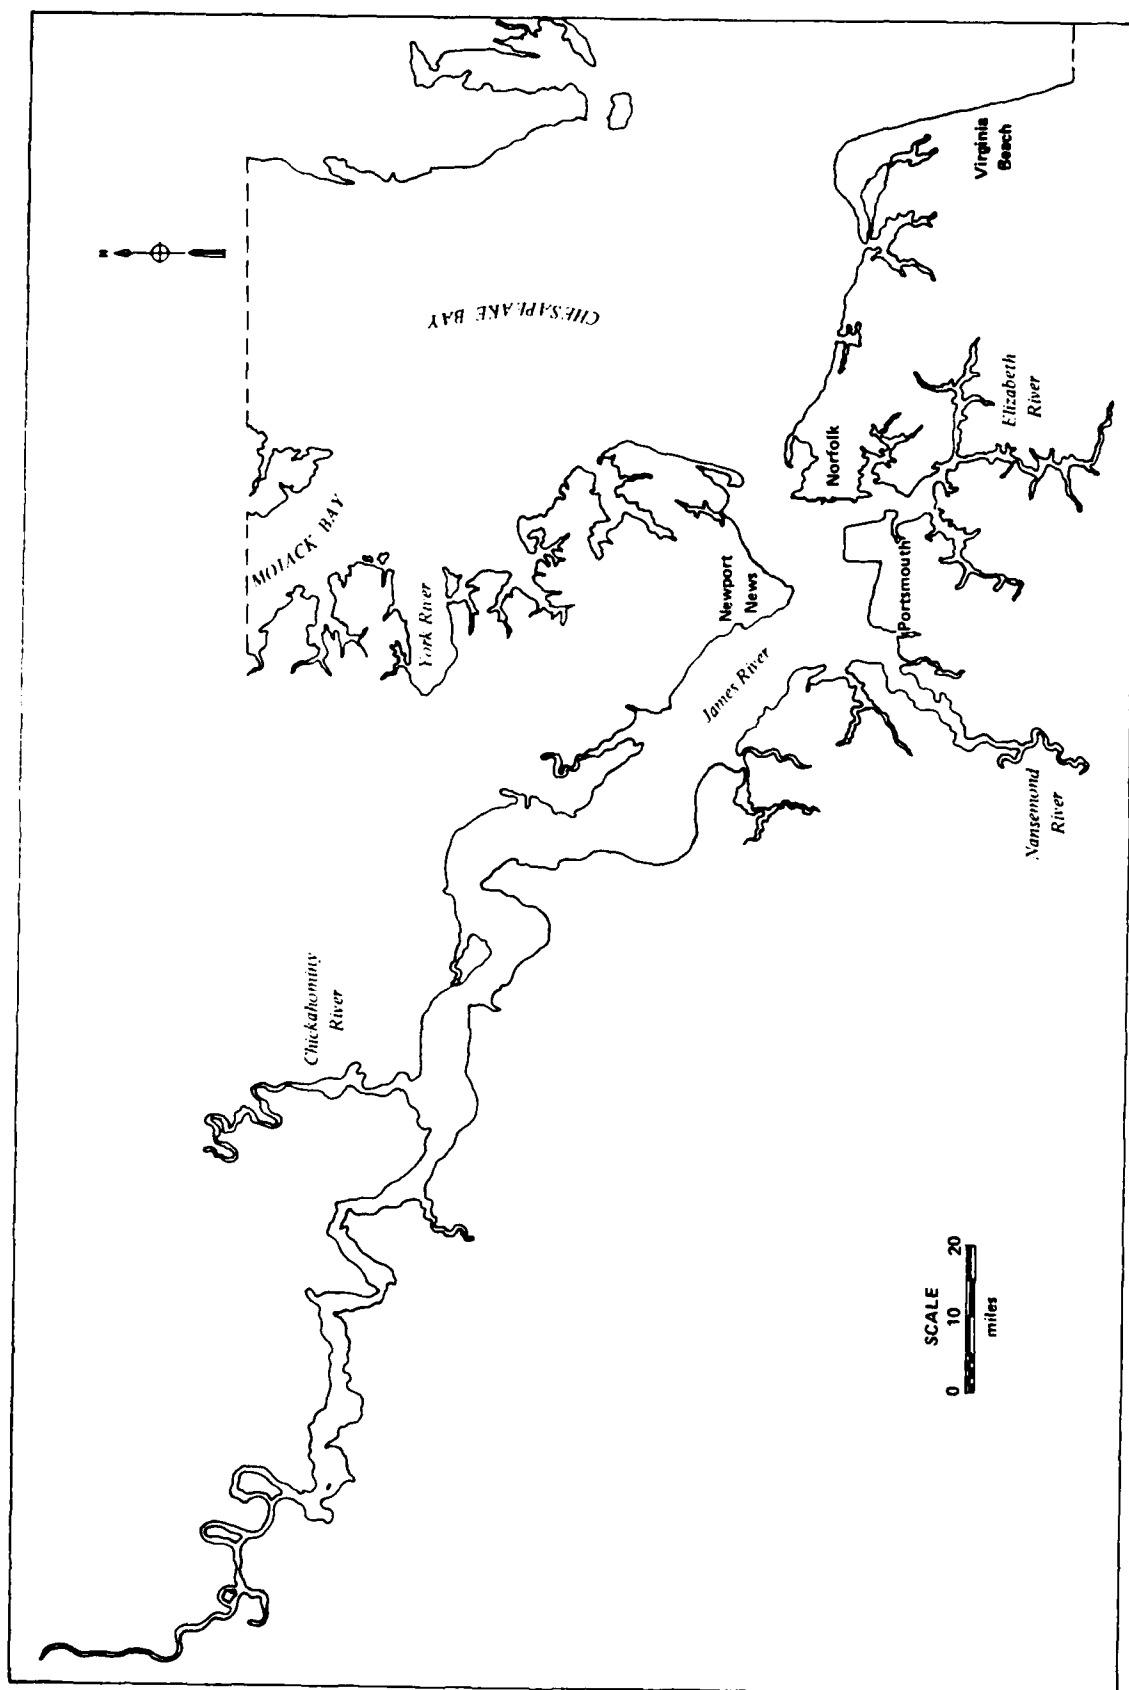 N
CHESAPEAKE BAY
MOJACK BAY
York River
Chickahominy
River
James River
Newport
News
Norfolk
Portsmouth
Virginia
Beach
Elizabeth
River
Nansemond
River
SCALE
0 10 20
miles